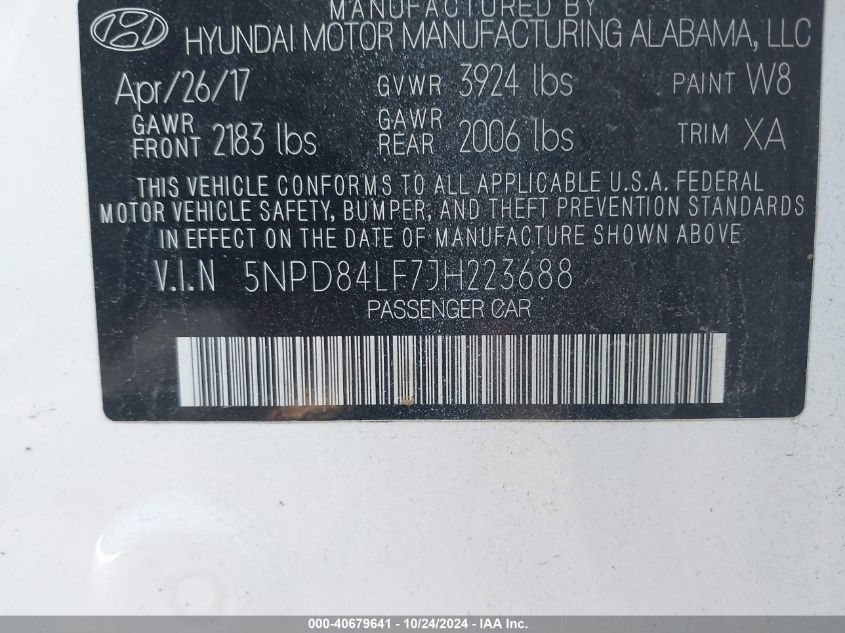 MANUFACTURED BY
HYUNDAI MOTOR MANUFACTURING ALABAMA, LLC
Apr/26/17 GVWR 3924 lbs PAINT W8
GAWR FRONT 2183 lbs GAWR REAR 2006 lbs TRIM XA
THIS VEHICLE CONFORMS TO ALL APPLICABLE U.S.A. FEDERAL
MOTOR VEHICLE SAFETY, BUMPER, AND THEFT PREVENTION STANDARDS
IN EFFECT ON THE DATE OF MANUFACTURE SHOWN ABOVE
V.I.N 5NPD84LF7JH223688
PASSENGER CAR
000-40679641 - 10/24/2024 - IAA Inc.